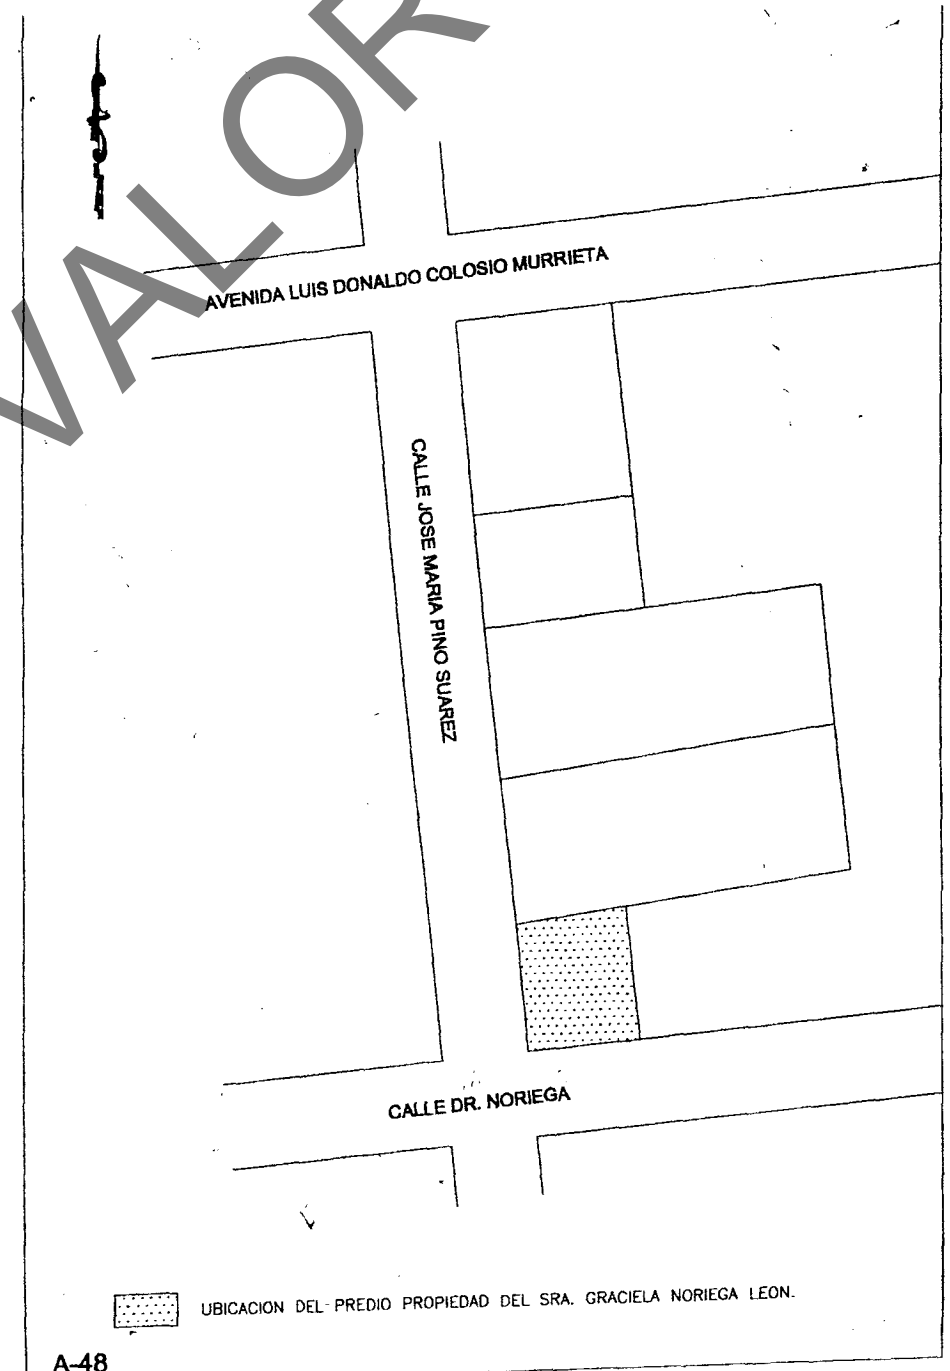 VALOR
AVENIDA LUIS DONALDO COLOSIO MURRIETA
CALLE JOSE MARIA PINO SUAREZ
CALLE DR. NORIEGA
UBICACION DEL PREDIO PROPIEDAD DEL SRA. GRACIELA NORIEGA LEON.
A-48